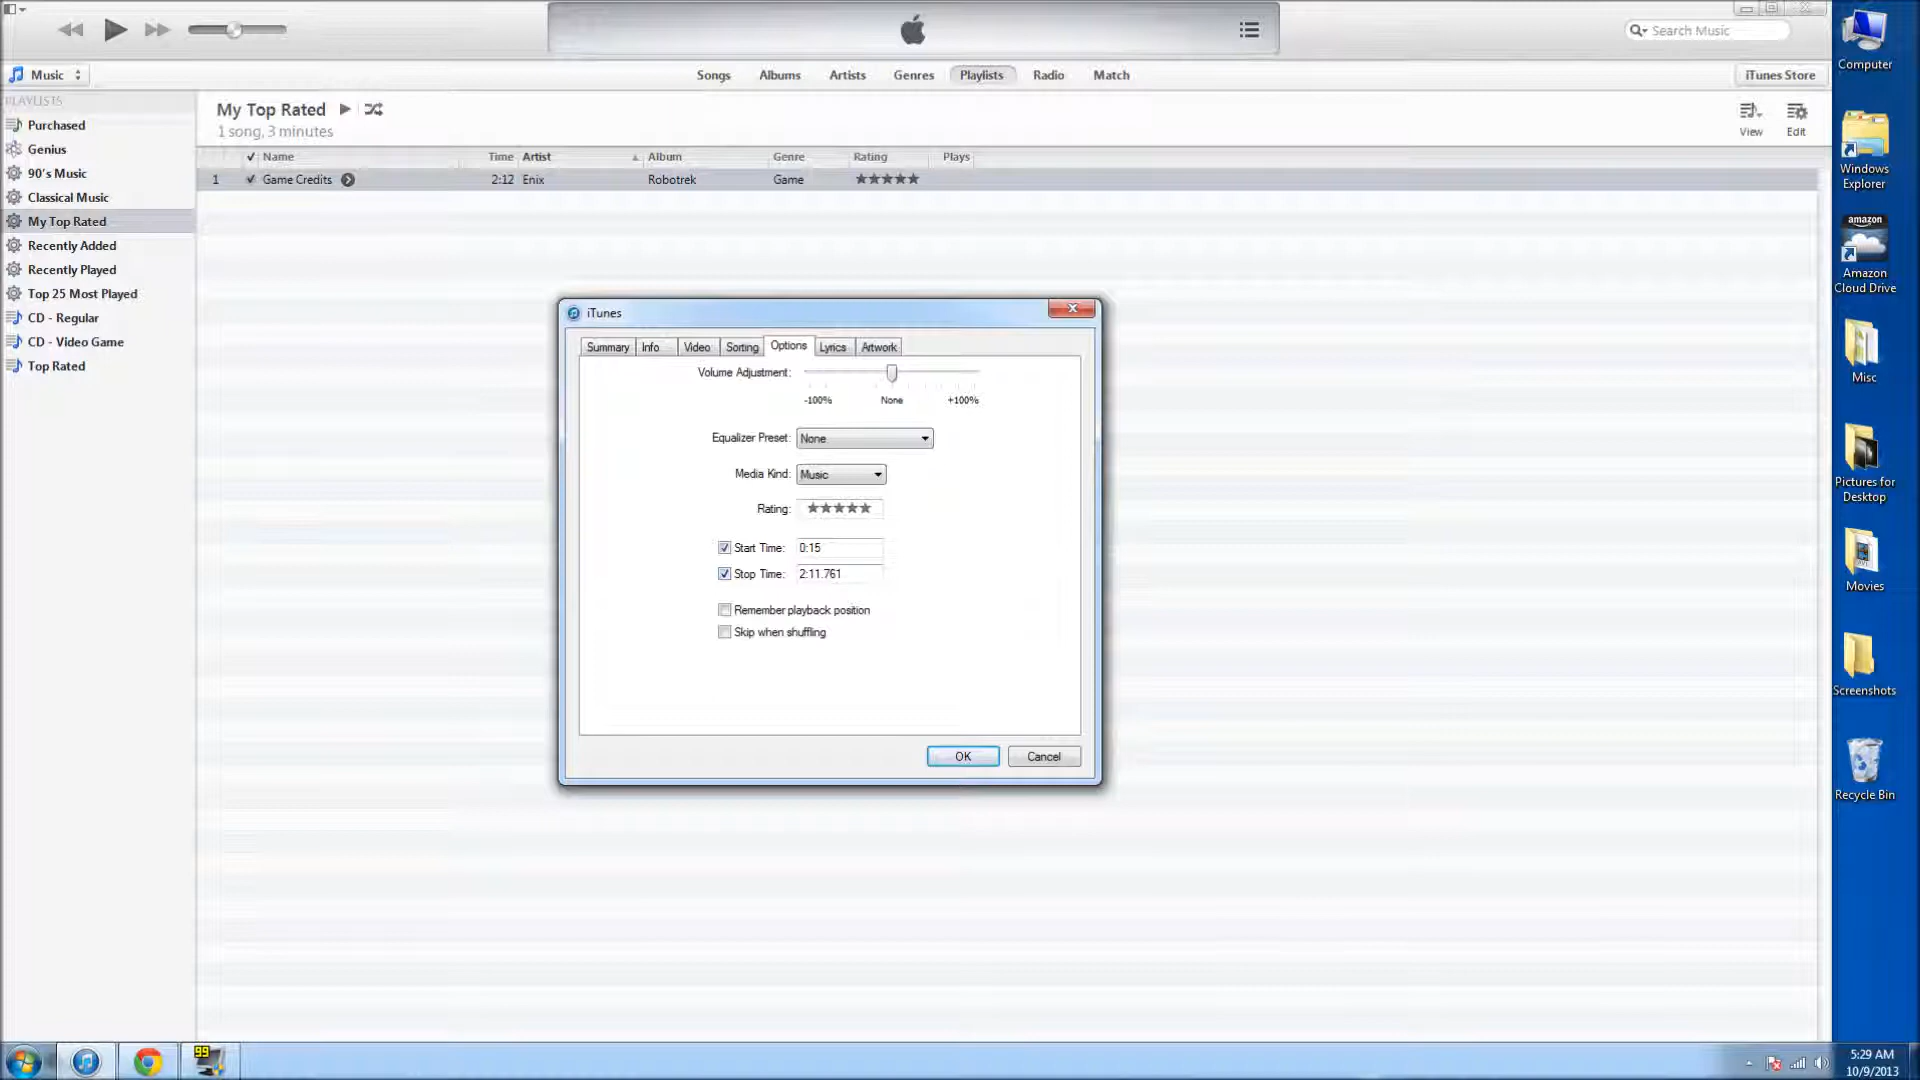 Search Music
Music
Songs
Albums
Artists
Genres
Playlists
Radio
Match
iTunes Store
PLAYLISTS
Purchased
Genius
90's Music
Classical Music
My Top Rated
Recently Added
Recently Played
Top 25 Most Played
CD - Regular
CD - Video Game
Top Rated
My Top Rated
1 song, 3 minutes
View
Edit
Name Time Artist Album Genre Rating Plays
1 Game Credits 2:12 Enix Robotrek Game ★★★★★
iTunes
Summary Info Video Sorting Options Lyrics Artwork
Volume Adjustment:
-100% None +100%
Equalizer Preset: None
Media Kind: Music
Rating: ★★★★★
Start Time: 0:15
Stop Time: 2:11.761
Remember playback position
Skip when shuffling
OK
Cancel
Computer
Windows
Explorer
amazon
Amazon
Cloud Drive
Misc
Pictures for
Desktop
Movies
Screenshots
Recycle Bin
99
5:29 AM
10/9/2013